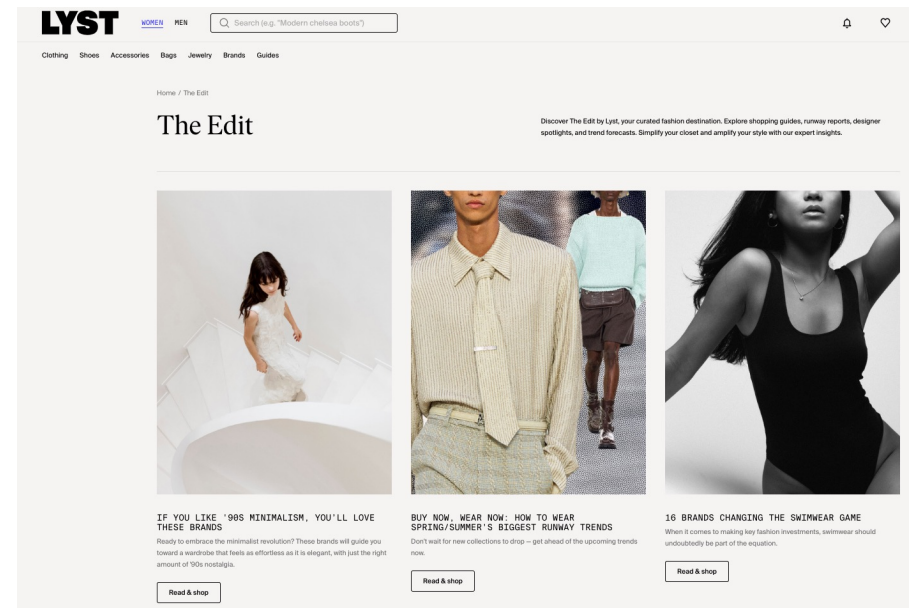 LYST
WOMEN MEN
Search (e.g. "Modern chelsea boots")
Clothing Shoes Accessories Bags Jewelry Brands Guides
Home / The Edit
The Edit
Discover The Edit by Lyst, your curated fashion destination. Explore shopping guides, runway reports, designer
spotlights, and trend forecasts. Simplify your closet and amplify your style with our expert insights.
IF YOU LIKE '90S MINIMALISM, YOU'LL LOVE
THESE BRANDS
Ready to embrace the minimalist revolution? These brands will guide you
toward a wardrobe that feels as effortless as it is elegant, with just the right
amount of '90s nostalgia.
Read & shop
BUY NOW, WEAR NOW: HOW TO WEAR
SPRING/SUMMER'S BIGGEST RUNWAY TRENDS
Don't wait for new collections to drop – get ahead of the upcoming trends
now.
Read & shop
16 BRANDS CHANGING THE SWIMWEAR GAME
When it comes to making key fashion investments, swimwear should
undoubtedly be part of the equation.
Read & shop